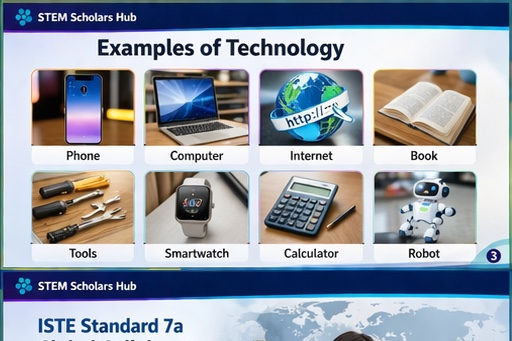 STEM Scholars Hub
Examples of Technology
http://
Phone
Computer
Internet
Book
Tools
Smartwatch
Calculator
Robot
3
STEM Scholars Hub
ISTE Standard 7a